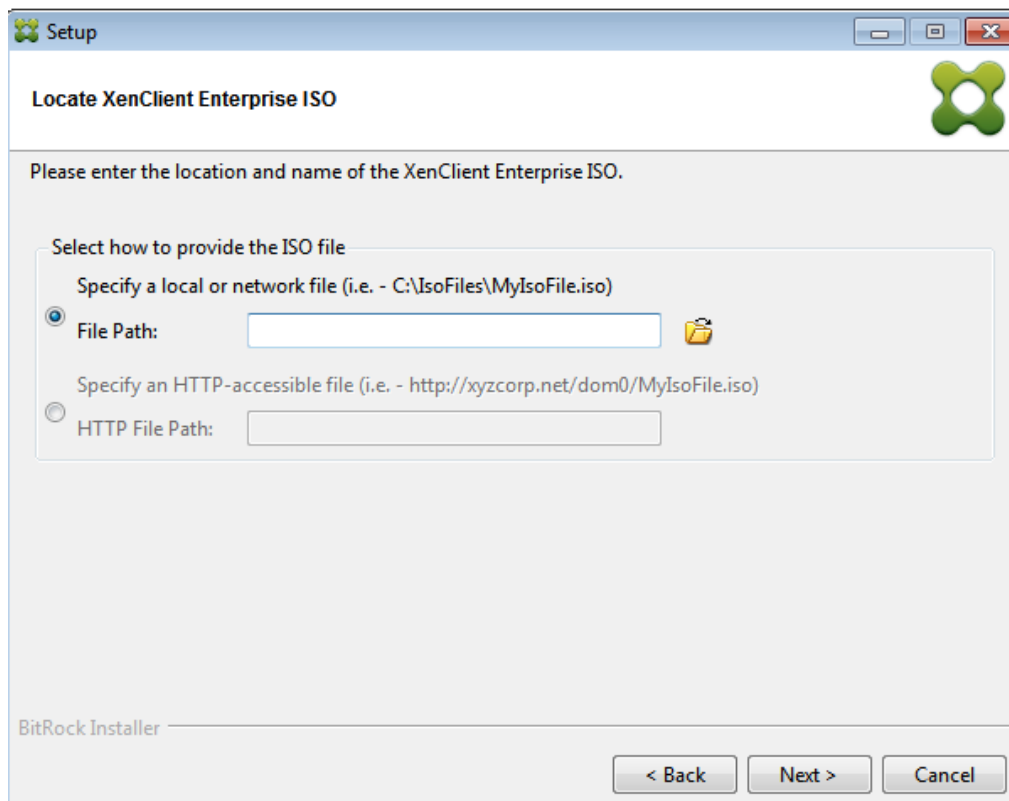 Setup
Locate XenClient Enterprise ISO
Please enter the location and name of the XenClient Enterprise ISO.
Select how to provide the ISO file
Specify a local or network file (i.e. - C:\IsoFiles\MyIsoFile.iso)
File Path:
Specify an HTTP-accessible file (i.e. - http://xyzcorp.net/dom0/MyIsoFile.iso)
HTTP File Path:
BitRock Installer
< Back Next > Cancel